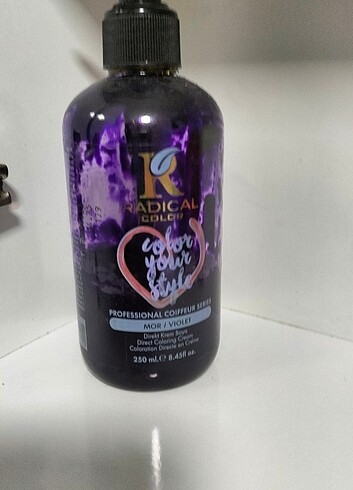 R
RADICAL
COLOR
color
your
style
PROFESSIONAL COIFFEUR SERIES
MOR / VIOLET
Direkt Krem Boya
Direct Coloring Cream
Coloration Directe en Crème
250 ml. ℮ 8.45fl oz.